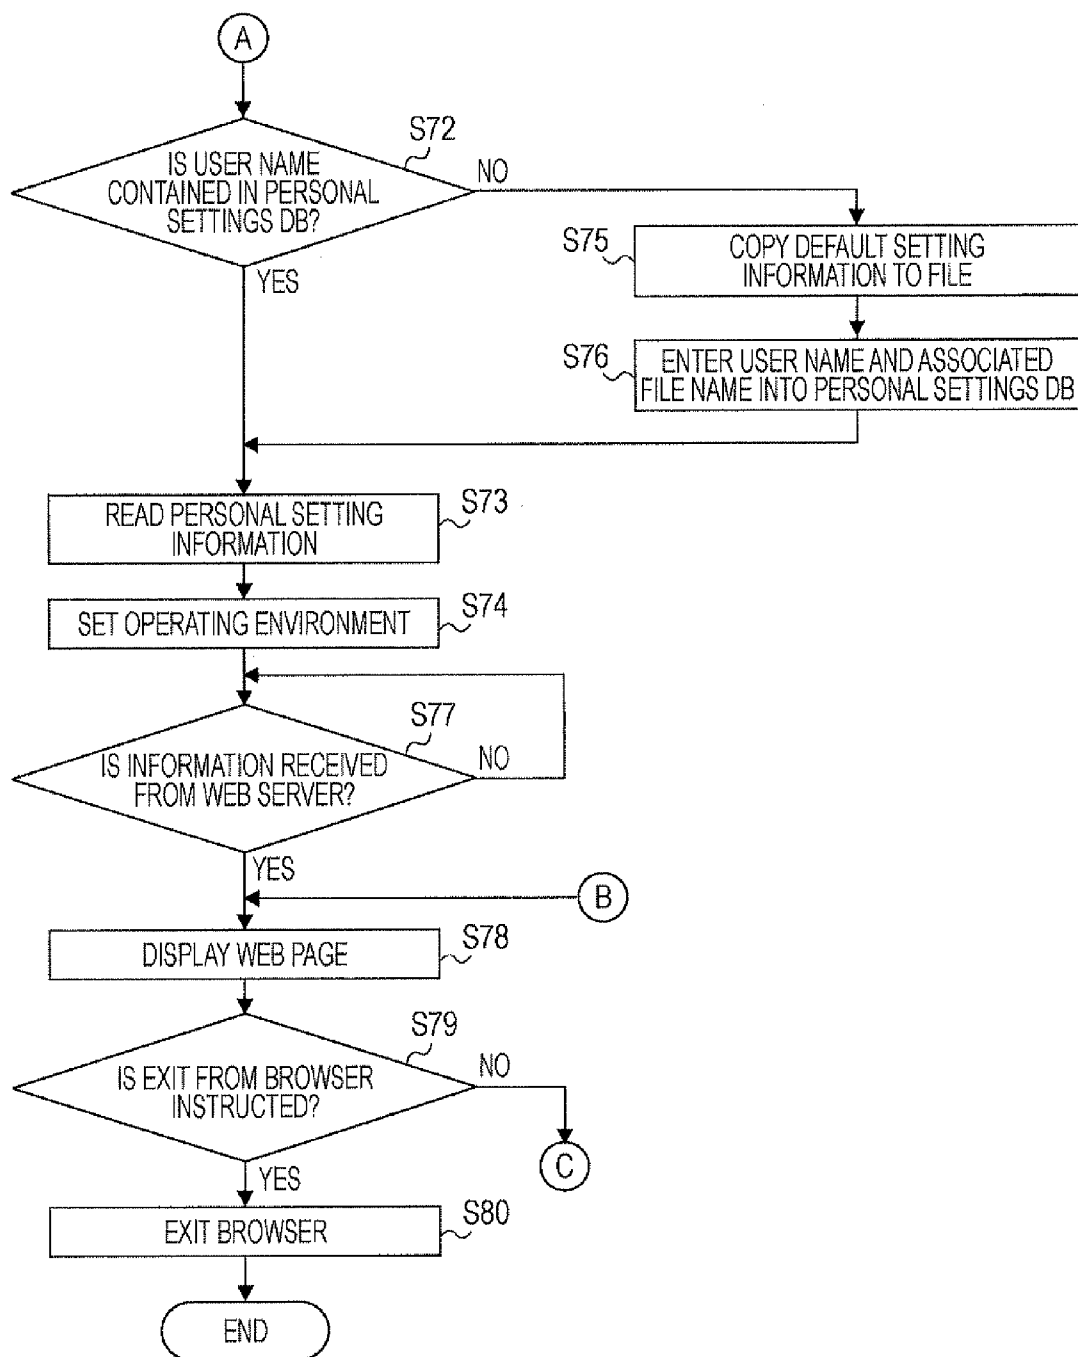 A
S72
IS USER NAME
CONTAINED IN PERSONAL
SETTINGS DB?
NO
YES
S75
COPY DEFAULT SETTING
INFORMATION TO FILE
S76
ENTER USER NAME AND ASSOCIATED
FILE NAME INTO PERSONAL SETTINGS DB
S73
READ PERSONAL SETTING
INFORMATION
S74
SET OPERATING ENVIRONMENT
S77
IS INFORMATION RECEIVED
FROM WEB SERVER?
NO
YES
B
S78
DISPLAY WEB PAGE
S79
IS EXIT FROM BROWSER
INSTRUCTED?
NO
C
YES
S80
EXIT BROWSER
END